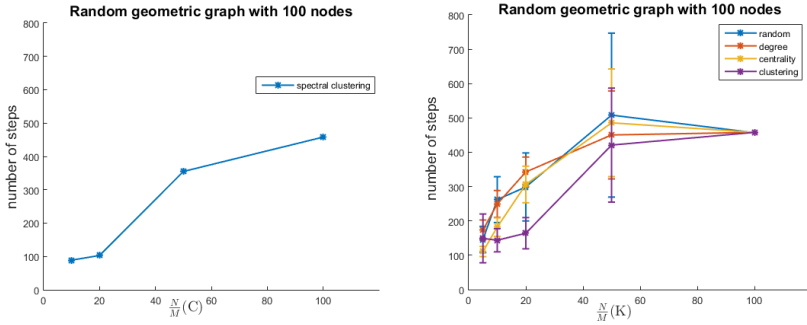 Random geometric graph with 100 nodes
800
700
600
500
400
300
200
100
0
number of steps
spectral clustering
0
20
40
60
80
100
N/M (C)
Random geometric graph with 100 nodes
800
700
600
500
400
300
200
100
0
number of steps
random
degree
centrality
clustering
0
20
40
60
80
100
N/M (K)